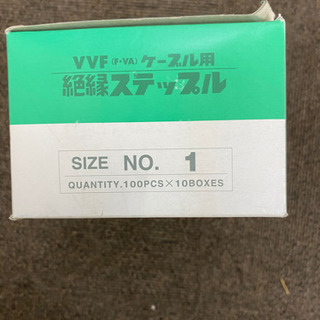 VVF(F・VA)ケーブル用
絶縁ステップル
SIZE NO. 1
QUANTITY.100PCS×10BOXES